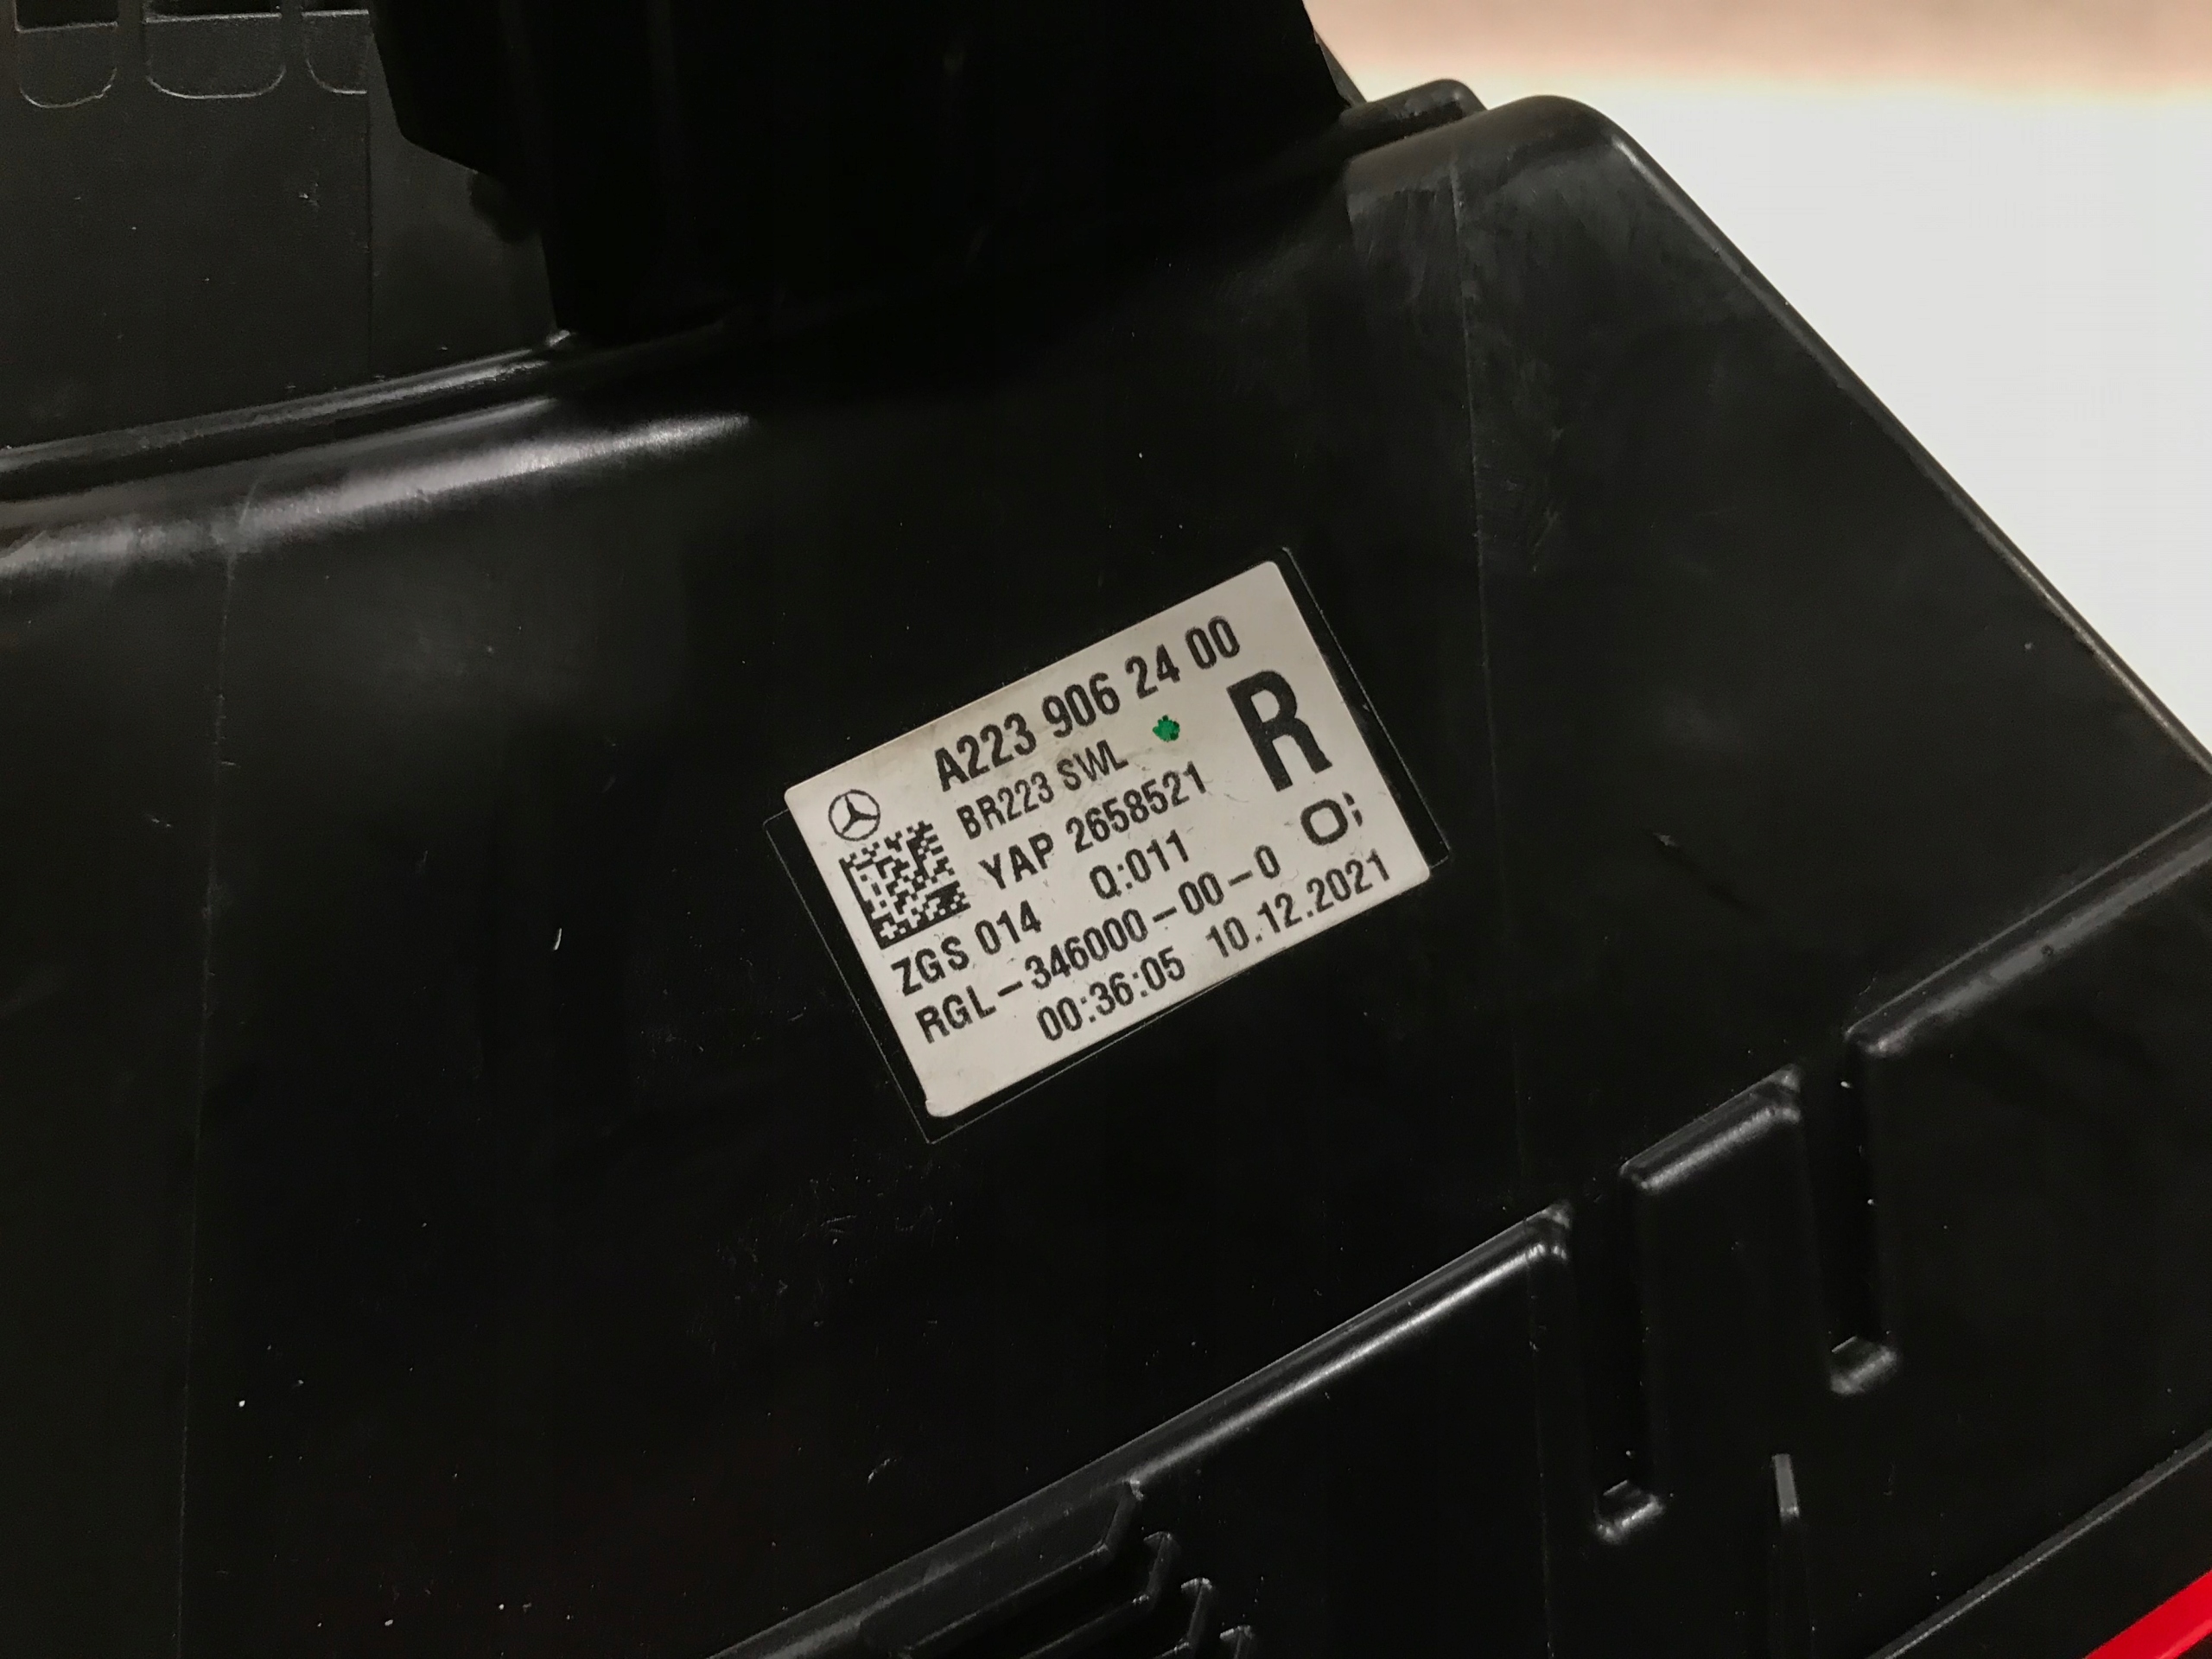 A223 906 24 00
BR223 SWL
R
YAP 2658521
ZGS 014 Q:011
RGL-346000-00-0
00:36:05 10.12.2021